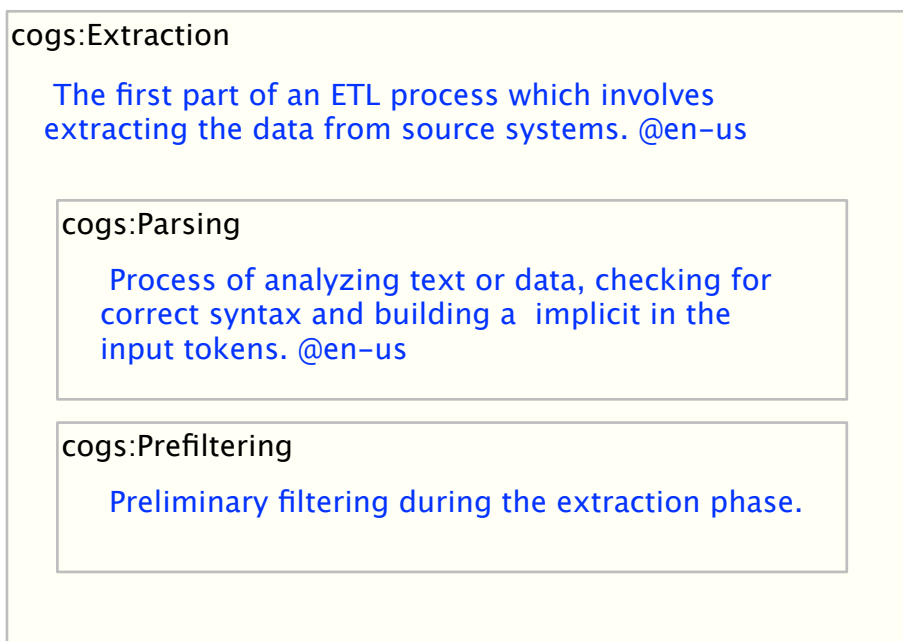 cogs:Extraction
The first part of an ETL process which involves
extracting the data from source systems. @en-us
cogs:Parsing
Process of analyzing text or data, checking for
correct syntax and building a  implicit in the
input tokens. @en-us
cogs:Prefiltering
Preliminary filtering during the extraction phase.